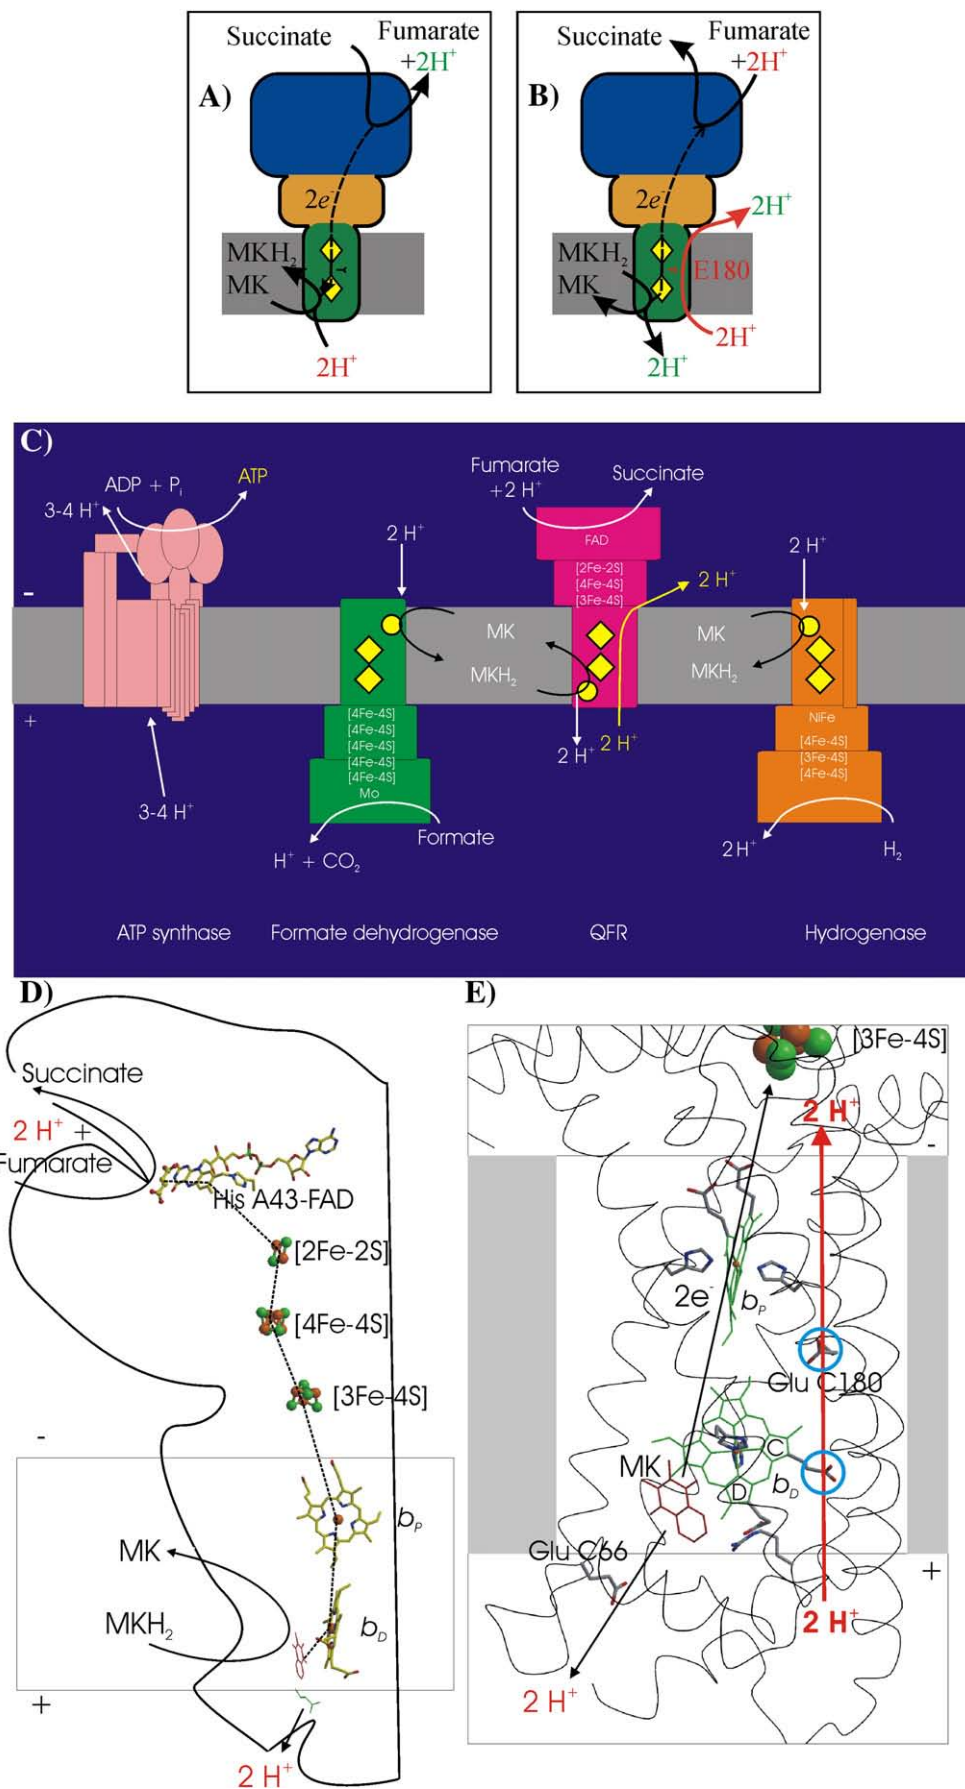 Succinate Fumarate
+2H⁺
A)
2e⁻
MKH₂
MK
2H⁺
Succinate Fumarate
+2H⁺
B)
2e⁻
2H⁺
MKH₂
MK
E180
2H⁺
2H⁺
C)
ADP + Pᵢ
ATP
3-4 H⁺
2 H⁺
Fumarate
+2 H⁺
Succinate
2 H⁺
FAD
[2Fe-2S]
[4Fe-4S]
[3Fe-4S]
2 H⁺
-
MK
MK
MKH₂
MKH₂
+
[4Fe-4S]
[4Fe-4S]
[4Fe-4S]
[4Fe-4S]
[4Fe-4S]
Mo
2 H⁺
2 H⁺
NiFe
[4Fe-4S]
[3Fe-4S]
[4Fe-4S]
3-4 H⁺
Formate
H⁺ + CO₂
2H⁺
H₂
ATP synthase Formate dehydrogenase QFR Hydrogenase
D)
Succinate
2 H⁺ +
Fumarate
His A43-FAD
[2Fe-2S]
[4Fe-4S]
[3Fe-4S]
-
bP
MK
MKH₂
bD
+
2 H⁺
E)
[3Fe-4S]
2 H⁺
-
2e⁻
bP
Glu C180
MK
C
D
bD
Glu C66
+
2 H⁺
2 H⁺